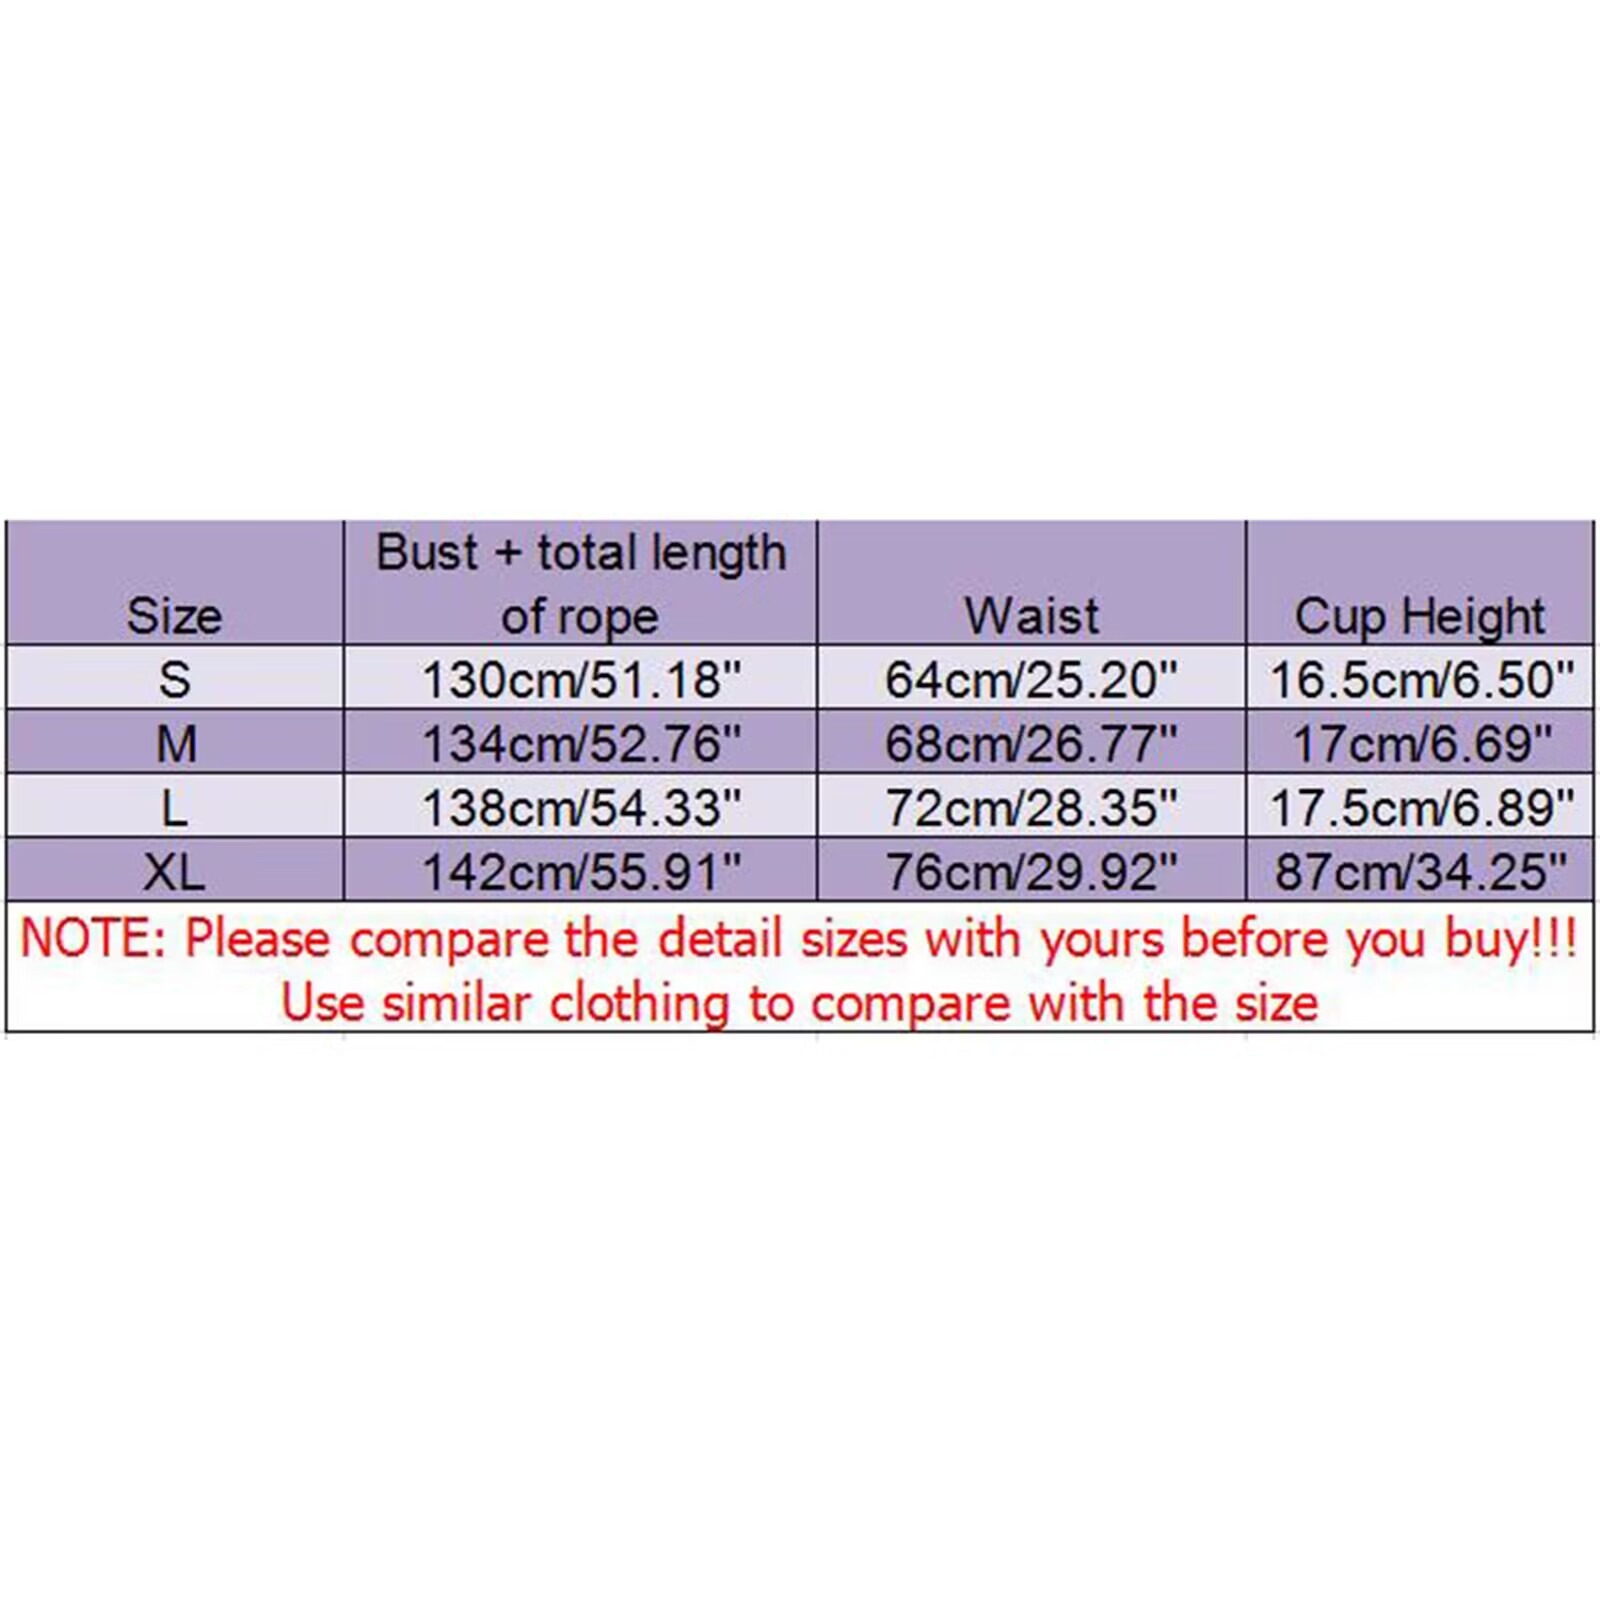 Bust + total length
Size of rope Waist Cup Height
S 130cm/51.18" 64cm/25.20" 16.5cm/6.50"
M 134cm/52.76" 68cm/26.77" 17cm/6.69"
L 138cm/54.33" 72cm/28.35" 17.5cm/6.89"
XL 142cm/55.91" 76cm/29.92" 87cm/34.25"
NOTE: Please compare the detail sizes with yours before you buy!!!
Use similar clothing to compare with the size